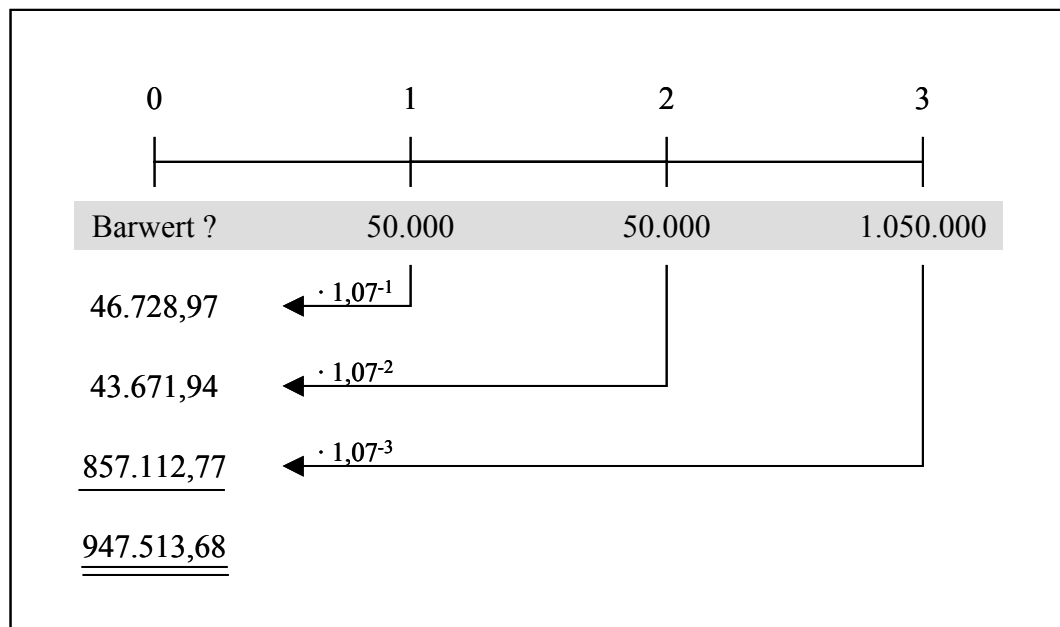 0 1 2 3
Barwert ? 50.000 50.000 1.050.000
46.728,97 · 1,07⁻¹
43.671,94 · 1,07⁻²
857.112,77 · 1,07⁻³
947.513,68